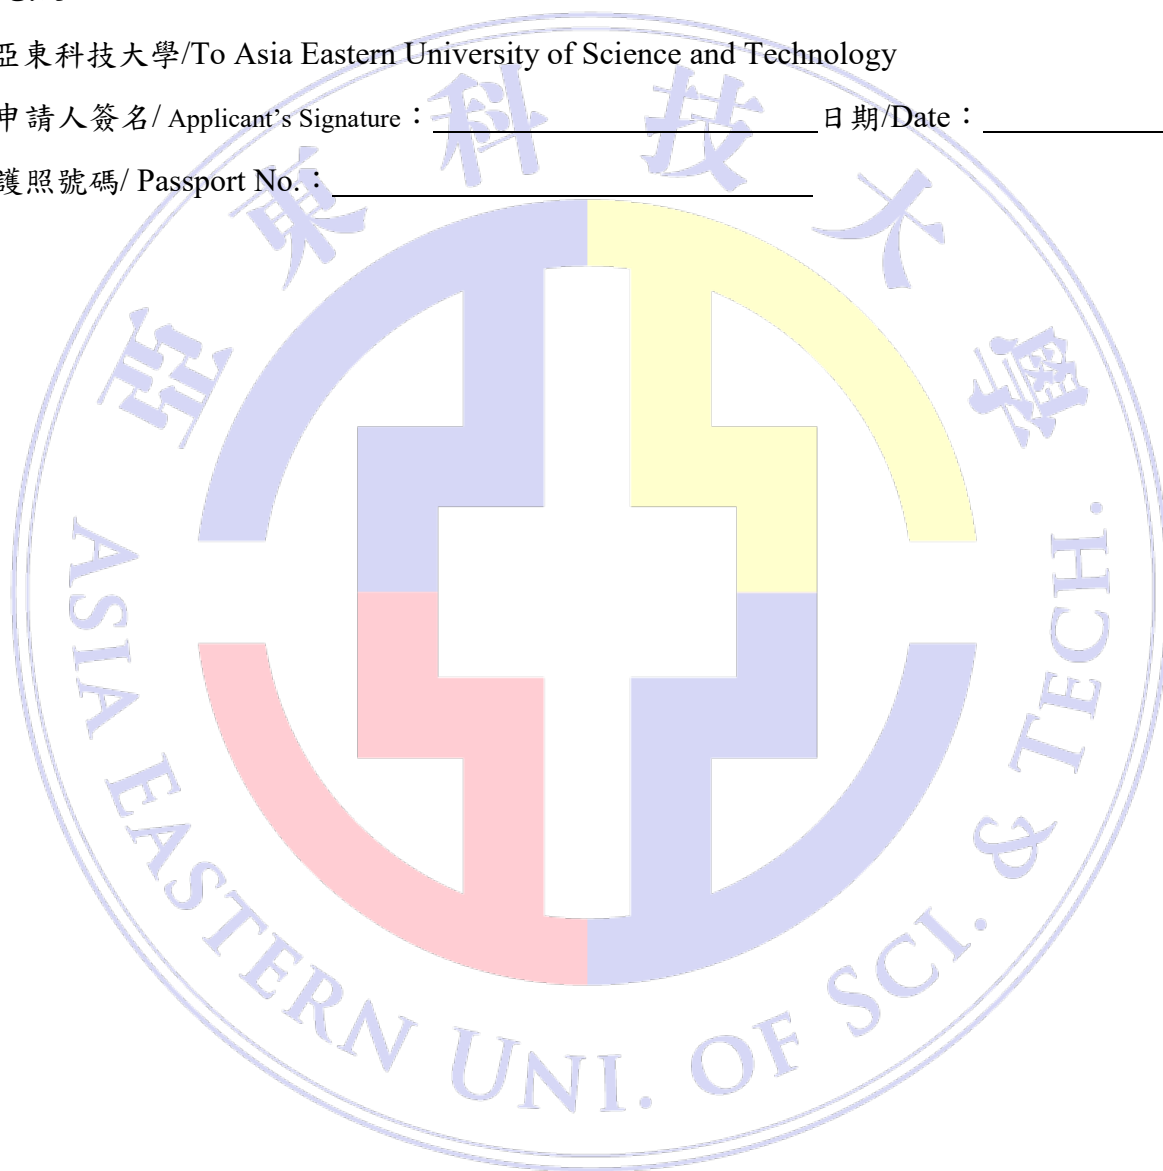 亞東科技大學/To Asia Eastern University of Science and Technology
申請人簽名/ Applicant's Signature： 日期/Date：
護照號碼/ Passport No.：
亞東科技大學
ASIA EASTERN UNI. OF SCI. & TECH.